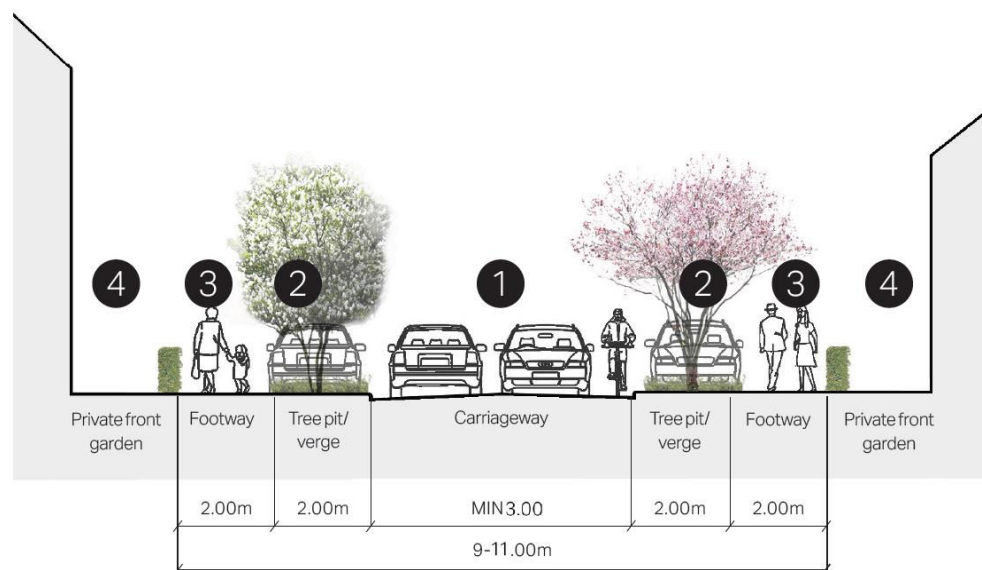 4
3
2
1
2
3
4
Private front
garden
Footway
Tree pit/
verge
Carriageway
Tree pit/
verge
Footway
Private front
garden
2.00m
2.00m
MIN 3.00
2.00m
2.00m
9-11.00m